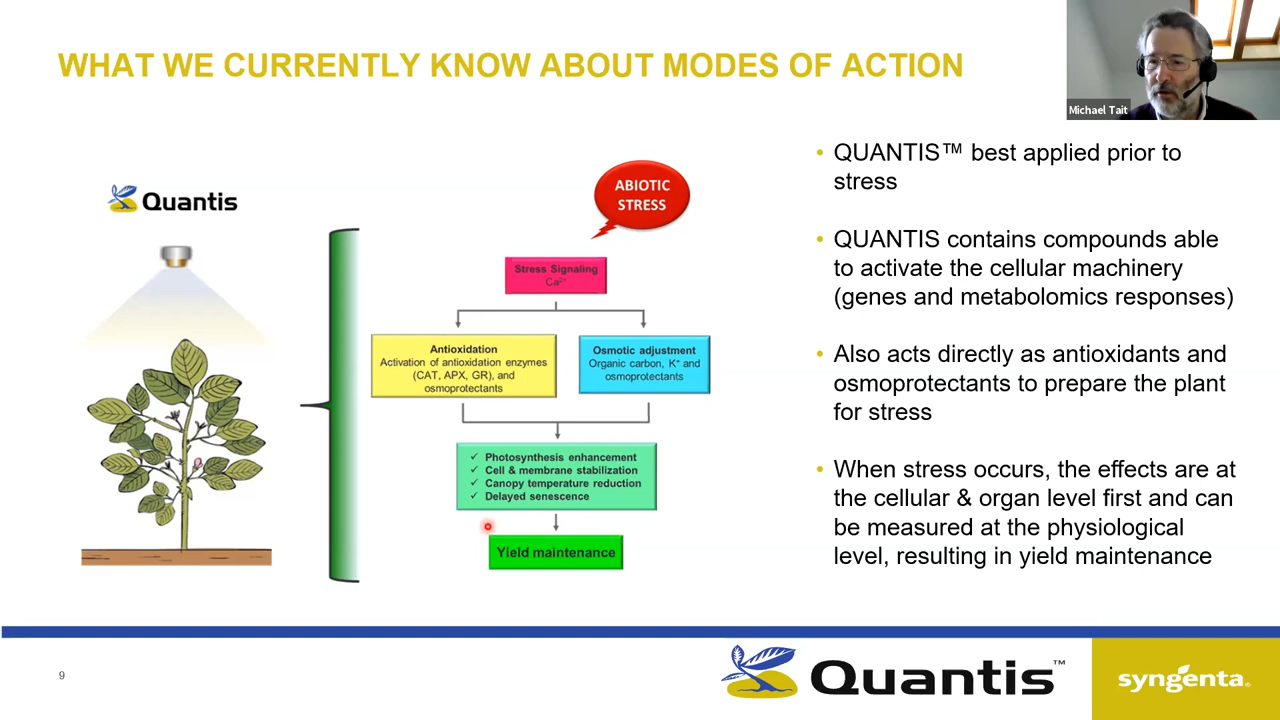 WHAT WE CURRENTLY KNOW ABOUT MODES OF ACTION
Michael Tait
Quantis
ABIOTIC
STRESS
Stress Signaling
Ca²⁺
Antioxidation
Activation of antioxidation enzymes
(CAT, APX, GR), and
osmoprotectants
Osmotic adjustment
Organic carbon, K⁺ and
osmoprotectants
✓ Photosynthesis enhancement
✓ Cell & membrane stabilization
✓ Canopy temperature reduction
✓ Delayed senescence
Yield maintenance
• QUANTIS™ best applied prior to
stress
• QUANTIS contains compounds able
to activate the cellular machinery
(genes and metabolomics responses)
• Also acts directly as antioxidants and
osmoprotectants to prepare the plant
for stress
• When stress occurs, the effects are at
the cellular & organ level first and can
be measured at the physiological
level, resulting in yield maintenance
9
Quantis™
syngenta®